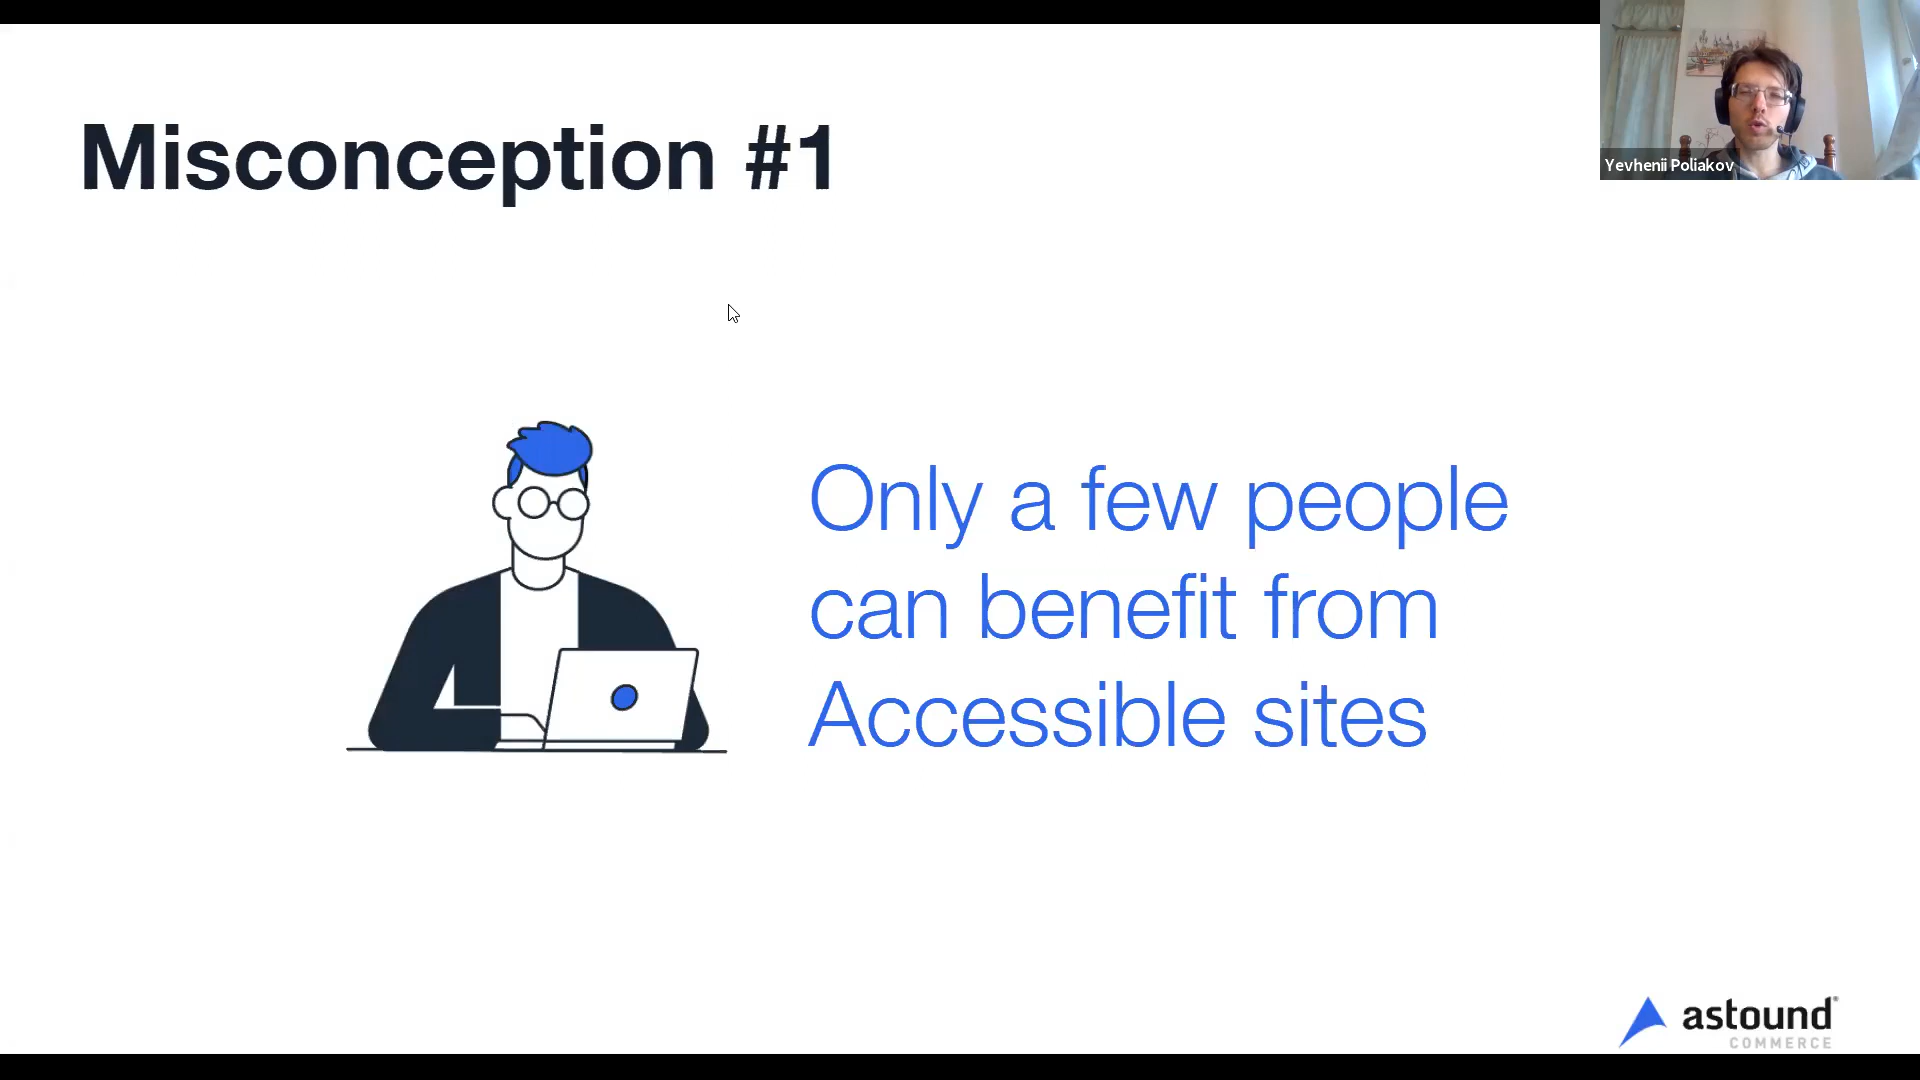 Misconception #1
Yevhenii Poliakov
Only a few people
can benefit from
Accessible sites
astound®
COMMERCE